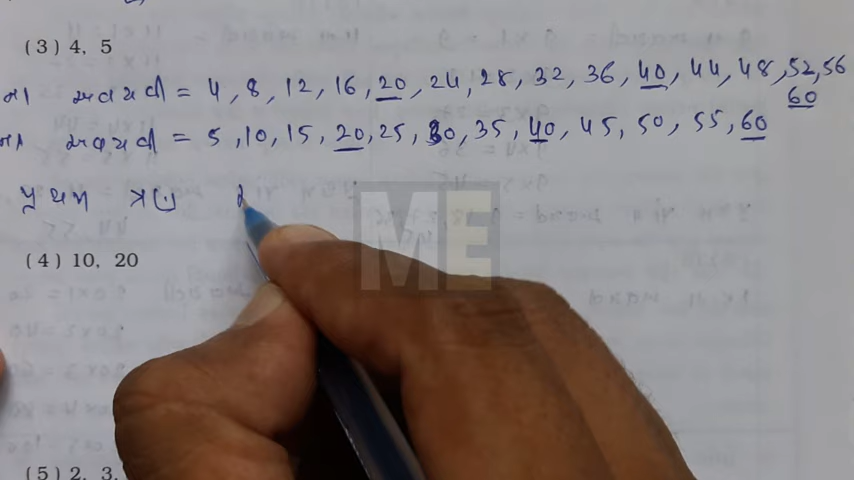 (3) 4, 5
ના અવયવી = 4, 8, 12, 16, 20, 24, 28, 32, 36, 40, 44, 48, 52, 56
60
ના અવયવી = 5, 10, 15, 20, 25, 30, 35, 40, 45, 50, 55, 60
પ્રથમ ત્રણ
ME
(4) 10, 20
(5) 2, 3,